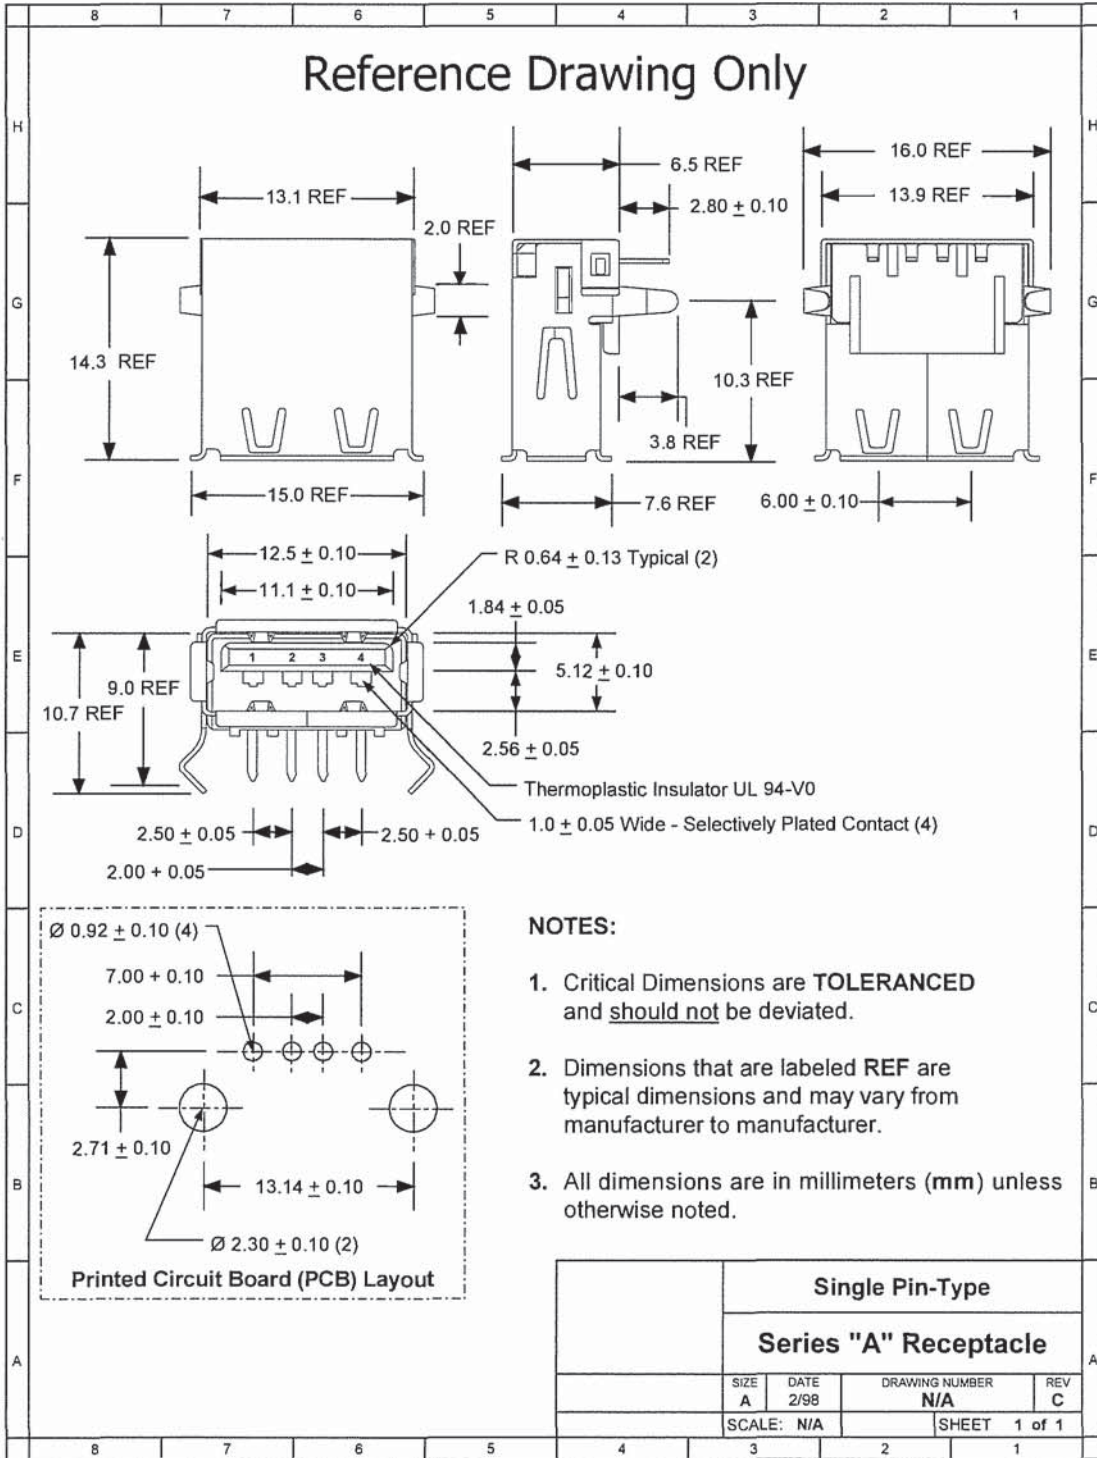 8 7 6 5 4 3 2 1
Reference Drawing Only
H H
6.5 REF
16.0 REF
13.1 REF
2.80 ± 0.10
13.9 REF
2.0 REF
G G
14.3 REF
10.3 REF
3.8 REF
F F
15.0 REF
7.6 REF
6.00 ± 0.10
12.5 ± 0.10
R 0.64 ± 0.13 Typical (2)
11.1 ± 0.10
1.84 ± 0.05
E E
1 2 3 4
5.12 ± 0.10
9.0 REF
10.7 REF
2.56 ± 0.05
Thermoplastic Insulator UL 94-V0
D D
2.50 ± 0.05
2.50 + 0.05
1.0 ± 0.05 Wide - Selectively Plated Contact (4)
2.00 + 0.05
Ø 0.92 ± 0.10 (4)
7.00 + 0.10
2.00 ± 0.10
C C
2.71 ± 0.10
13.14 ± 0.10
Ø 2.30 ± 0.10 (2)
Printed Circuit Board (PCB) Layout
NOTES:
1. Critical Dimensions are TOLERANCED
and should not be deviated.
2. Dimensions that are labeled REF are
typical dimensions and may vary from
manufacturer to manufacturer.
3. All dimensions are in millimeters (mm) unless
otherwise noted.
B B
Single Pin-Type
Series "A" Receptacle
A A
SIZE DATE DRAWING NUMBER REV
A 2/98 N/A C
SCALE: N/A SHEET 1 of 1
8 7 6 5 4 3 2 1